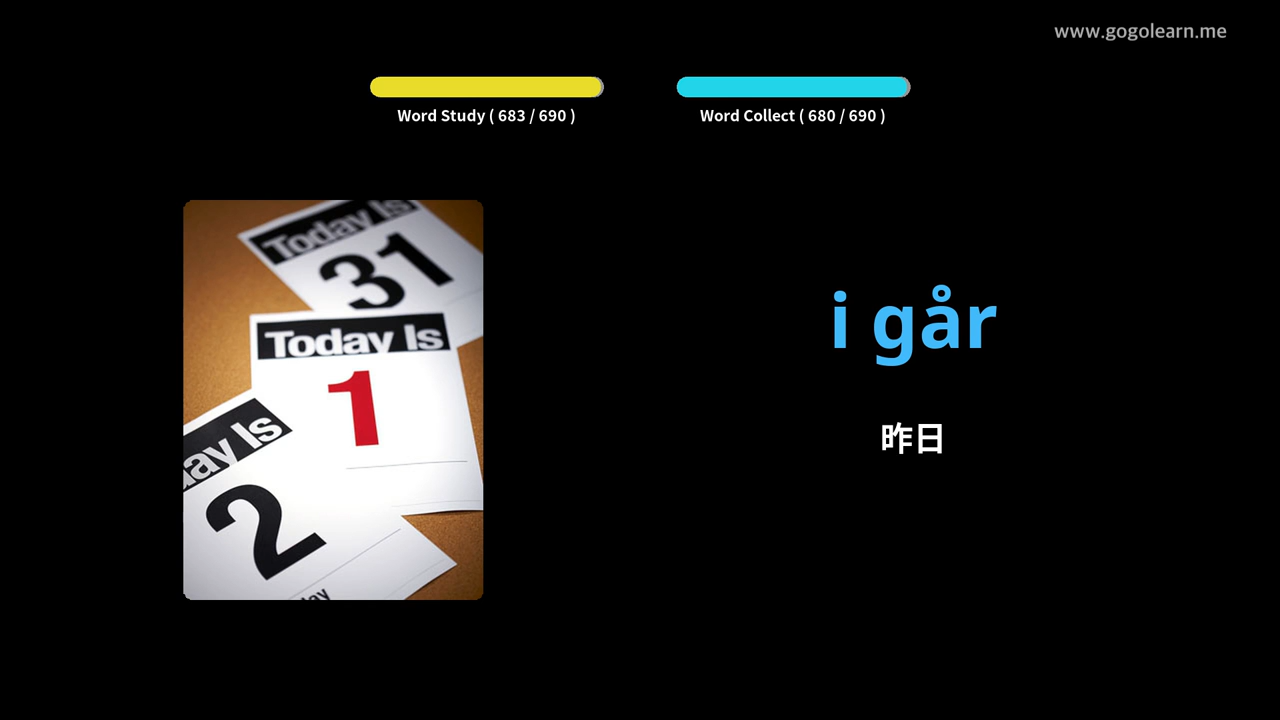 www.gogolearn.me
Word Study ( 683 / 690 )
Word Collect ( 680 / 690 )
Today Is
31
Today Is
1
ay Is
2
day
i går
昨日